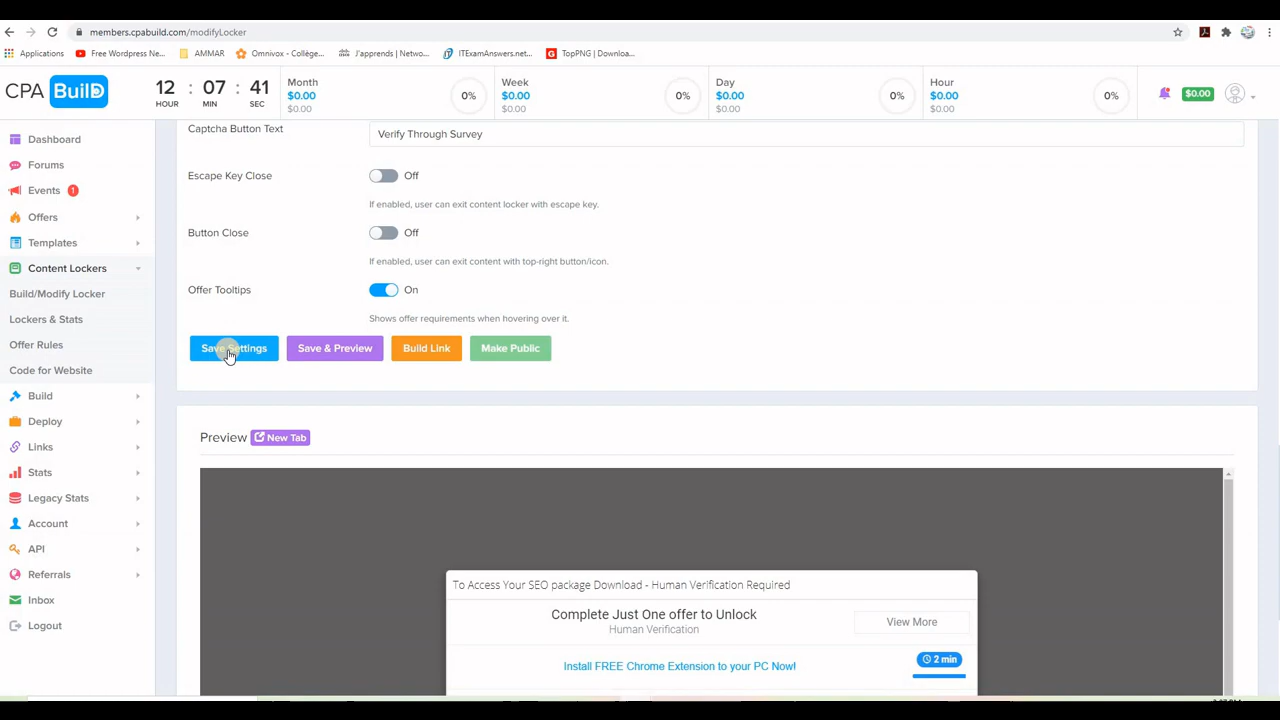 members.cpabuild.com/modifyLocker
Applications
Free Wordpress Ne...
AMMAR
Omnivox - Collège...
J'apprends | Netwo...
ITExamAnswers.net...
TopPNG | Downloa...
CPA BuilD
12 : 07 : 41
HOUR MIN SEC
Month
$0.00
$0.00
0%
Week
$0.00
$0.00
0%
Day
$0.00
$0.00
0%
Hour
$0.00
$0.00
0%
$0.00
Dashboard
Forums
Events 1
Offers
Templates
Content Lockers
Build/Modify Locker
Lockers & Stats
Offer Rules
Code for Website
Build
Deploy
Links
Stats
Legacy Stats
Account
API
Referrals
Inbox
Logout
Captcha Button Text
Verify Through Survey
Escape Key Close
Off
If enabled, user can exit content locker with escape key.
Button Close
Off
If enabled, user can exit content with top-right button/icon.
Offer Tooltips
On
Shows offer requirements when hovering over it.
Save Settings
Save & Preview
Build Link
Make Public
Preview
New Tab
To Access Your SEO package Download - Human Verification Required
Complete Just One offer to Unlock
Human Verification
View More
Install FREE Chrome Extension to your PC Now!
2 min